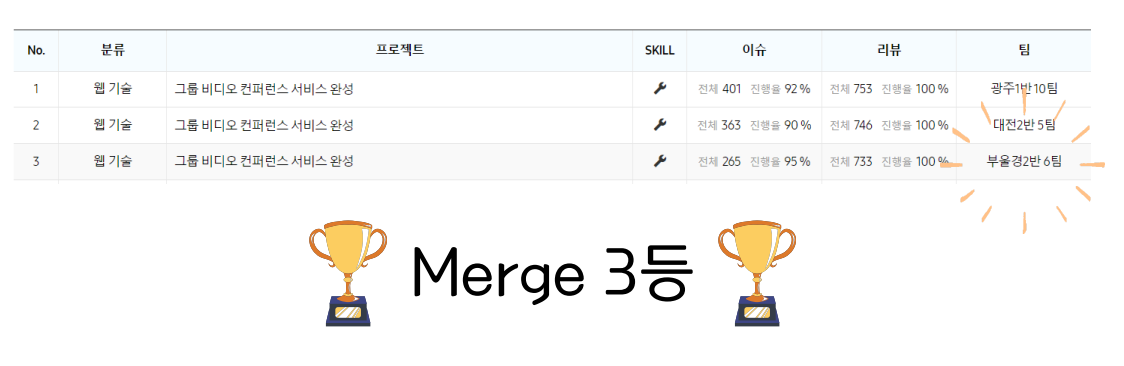 No. 분류 프로젝트 SKILL 이슈 리뷰 팀
1 웹 기술 그룹 비디오 컨퍼런스 서비스 완성 전체 401 진행율 92 % 전체 753 진행율 100 % 광주1반10팀
2 웹 기술 그룹 비디오 컨퍼런스 서비스 완성 전체 363 진행율 90 % 전체 746 진행율 100 % 대전2반 5팀
3 웹 기술 그룹 비디오 컨퍼런스 서비스 완성 전체 265 진행율 95 % 전체 733 진행율 100 % 부울경2반 6팀
Merge 3등